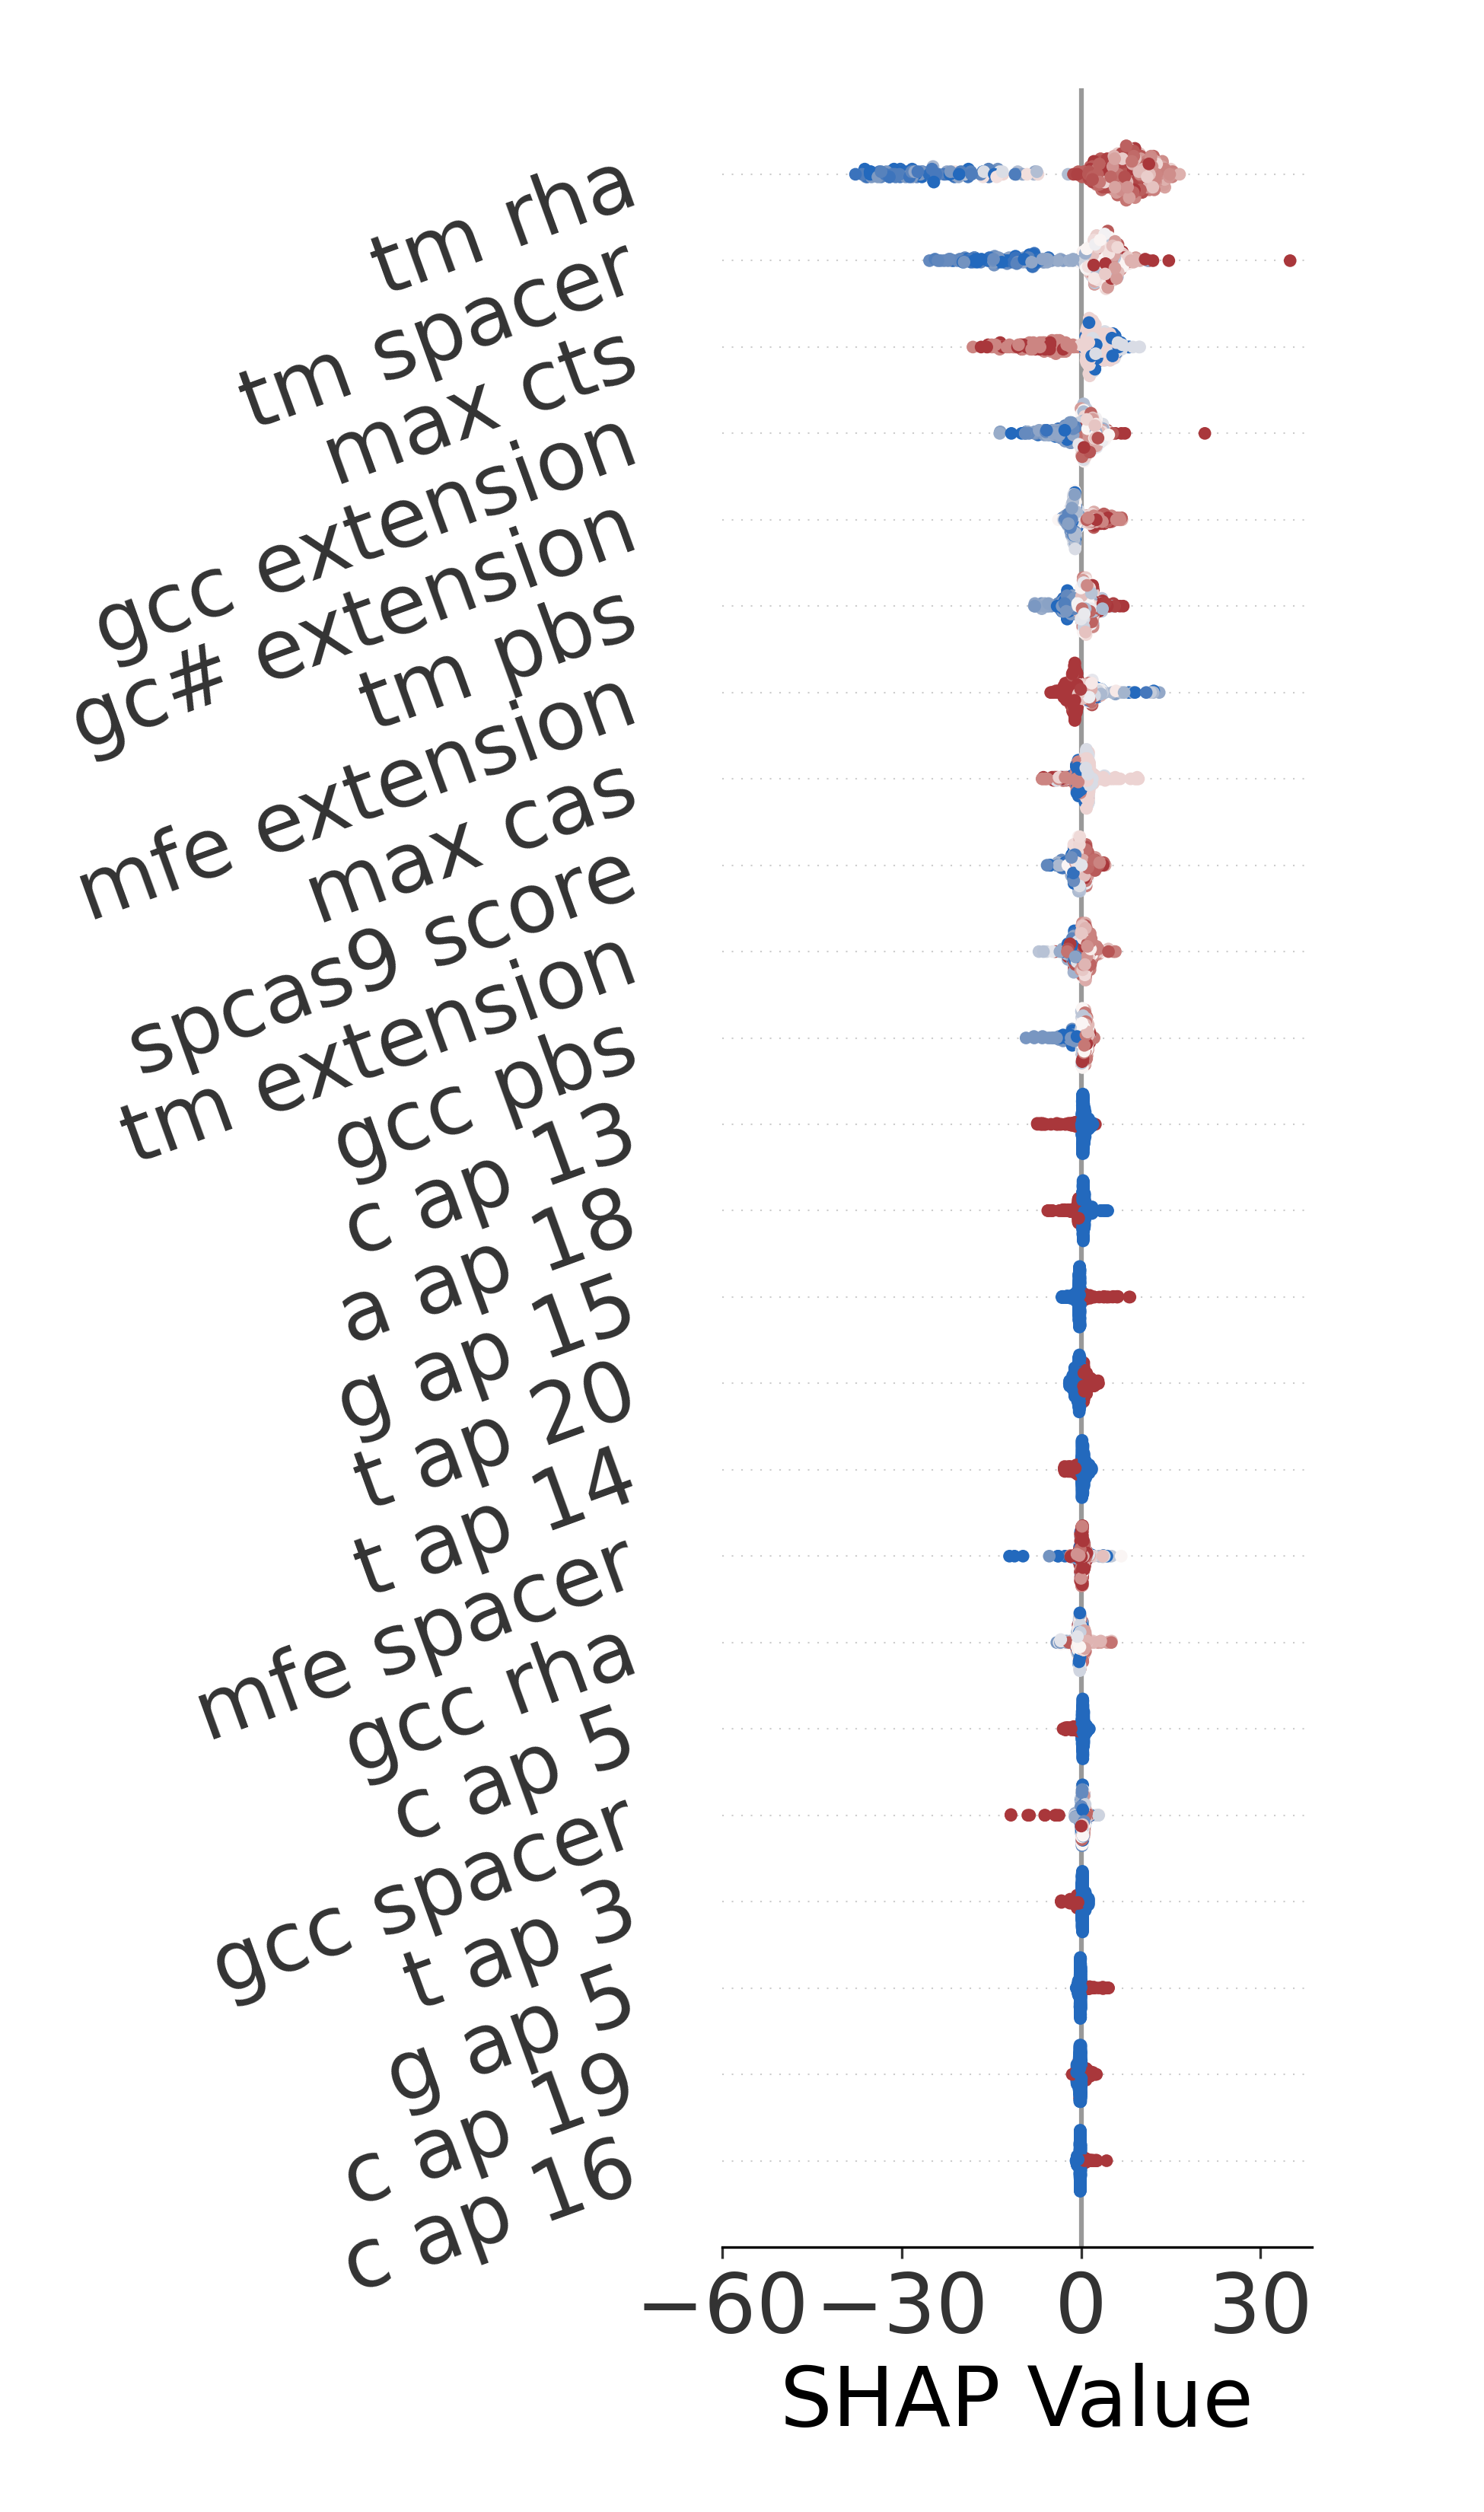 tm rha
tm spacer
max cts
gcc extension
gc# extension
tm pbs
mfe extension
max cas
spcas9 score
tm extension
gcc pbs
c ap 13
a ap 18
g ap 15
t ap 20
t ap 14
mfe spacer
gcc rha
c ap 5
gcc spacer
t ap 3
g ap 5
c ap 19
c ap 16
−60 −30 0 30
SHAP Value